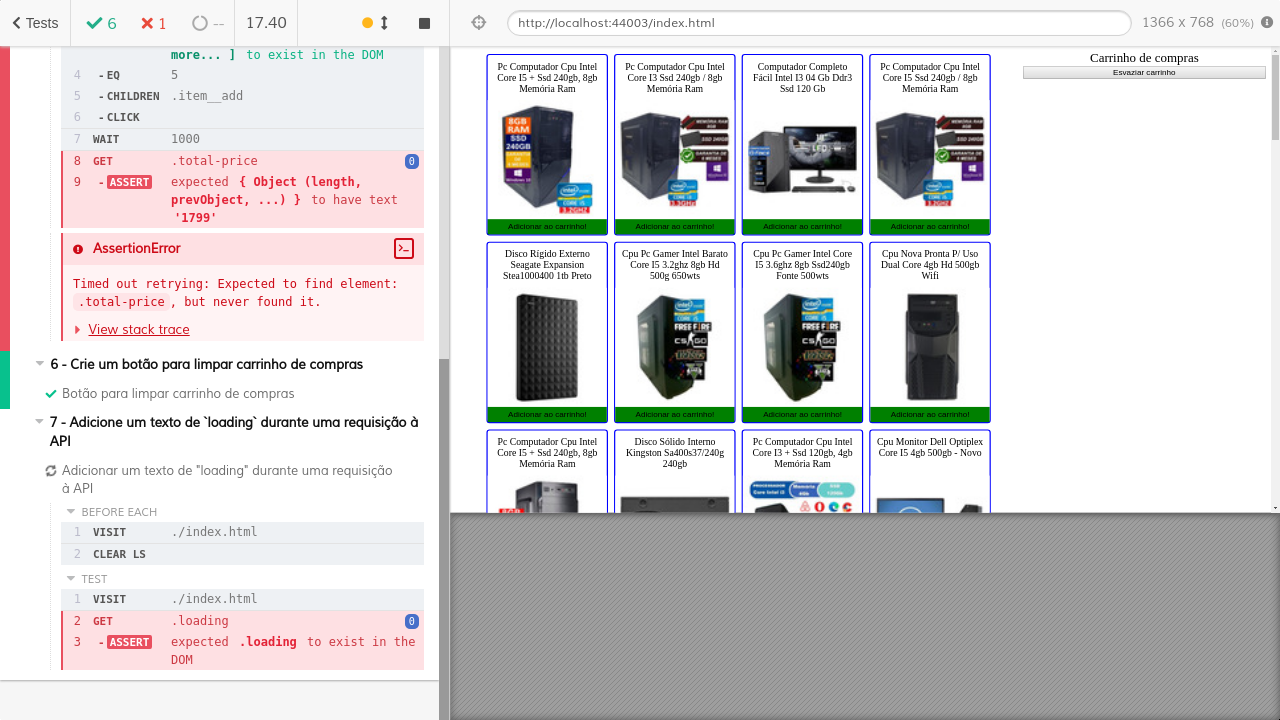 Tests
6
1
--
17.40
http://localhost:44003/index.html
1366 x 768 (60%)
more... ] to exist in the DOM
4 - EQ 5
5 - CHILDREN .item__add
6 - CLICK
7 WAIT 1000
8 GET .total-price 0
9 - ASSERT expected { Object (length,
prevObject, ...) } to have text
'1799'
AssertionError
Timed out retrying: Expected to find element:
.total-price, but never found it.
View stack trace
6 - Crie um botão para limpar carrinho de compras
Botão para limpar carrinho de compras
7 - Adicione um texto de `loading` durante uma requisição à
API
Adicionar um texto de "loading" durante uma requisição
à API
BEFORE EACH
1 VISIT ./index.html
2 CLEAR LS
TEST
1 VISIT ./index.html
2 GET .loading 0
3 - ASSERT expected .loading to exist in the
DOM
Pc Computador Cpu Intel
Core I5 + Ssd 240gb, 8gb
Memória Ram
8GB
RAM
SSD
240GB
Adicionar ao carrinho!
Pc Computador Cpu Intel
Core I3 Ssd 240gb / 8gb
Memória Ram
Adicionar ao carrinho!
Computador Completo
Fácil Intel I3 04 Gb Ddr3
Ssd 120 Gb
Adicionar ao carrinho!
Pc Computador Cpu Intel
Core I5 Ssd 240gb / 8gb
Memória Ram
Adicionar ao carrinho!
Carrinho de compras
Esvaziar carrinho
Disco Rígido Externo
Seagate Expansion
Stea1000400 1tb Preto
Adicionar ao carrinho!
Cpu Pc Gamer Intel Barato
Core I5 3.2ghz 8gb Hd
500g 650wts
FREE FIRE
CS:GO
Adicionar ao carrinho!
Cpu Pc Gamer Intel Core
I5 3.6ghz 8gb Ssd240gb
Fonte 500wts
FREE FIRE
CS:GO
Adicionar ao carrinho!
Cpu Nova Pronta P/ Uso
Dual Core 4gb Hd 500gb
Wifi
Adicionar ao carrinho!
Pc Computador Cpu Intel
Core I5 + Ssd 240gb, 8gb
Memória Ram
Disco Sólido Interno
Kingston Sa400s37/240g
240gb
Pc Computador Cpu Intel
Core I3 + Ssd 120gb, 4gb
Memória Ram
Cpu Monitor Dell Optiplex
Core I5 4gb 500gb - Novo